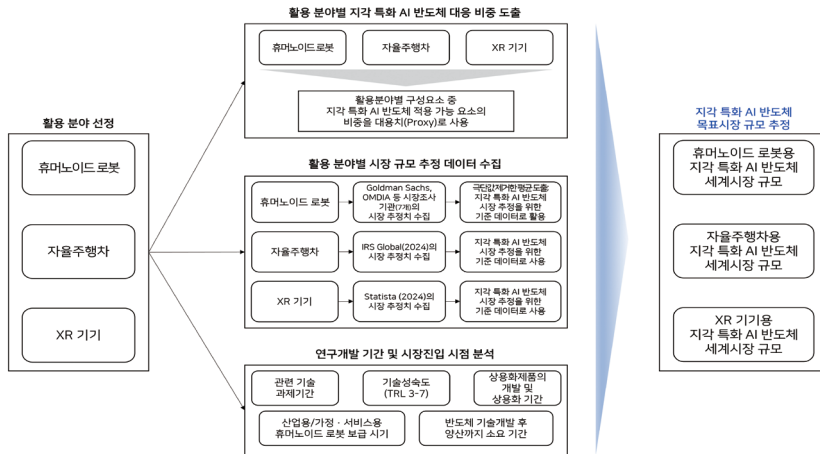 활용 분야별 지각 특화 AI 반도체 대응 비중 도출
휴머노이드 로봇
자율주행차
XR 기기
활용분야별 구성요소 중
지각 특화 AI 반도체 적용 가능 요소의
비중을 대용치(Proxy)로 사용
활용 분야 선정
휴머노이드 로봇
자율주행차
XR 기기
활용 분야별 시장 규모 추정 데이터 수집
휴머노이드 로봇
Goldman Sachs,
OMDIA 등 시장조사
기관(7개)의
시장 추정치 수집
극단값 제거한 평균 도출;
지각 특화 AI 반도체
시장 추정을 위한
기준 데이터로 활용
자율주행차
IRS Global(2024)의
시장 추정치 수집
지각 특화 AI 반도체
시장 추정을 위한
기준 데이터로 사용
XR 기기
Statista (2024)의
시장 추정치 수집
지각 특화 AI 반도체
시장 추정을 위한
기준 데이터로 사용
연구개발 기간 및 시장진입 시점 분석
관련 기술
과제기간
기술성숙도
(TRL 3-7)
상용화제품의
개발 및
상용화 기간
산업용/가정·서비스용
휴머노이드 로봇 보급 시기
반도체 기술개발 후
양산까지 소요 기간
지각 특화 AI 반도체
목표시장 규모 추정
휴머노이드 로봇용
지각 특화 AI 반도체
세계시장 규모
자율주행차용
지각 특화 AI 반도체
세계시장 규모
XR 기기용
지각 특화 AI 반도체
세계시장 규모